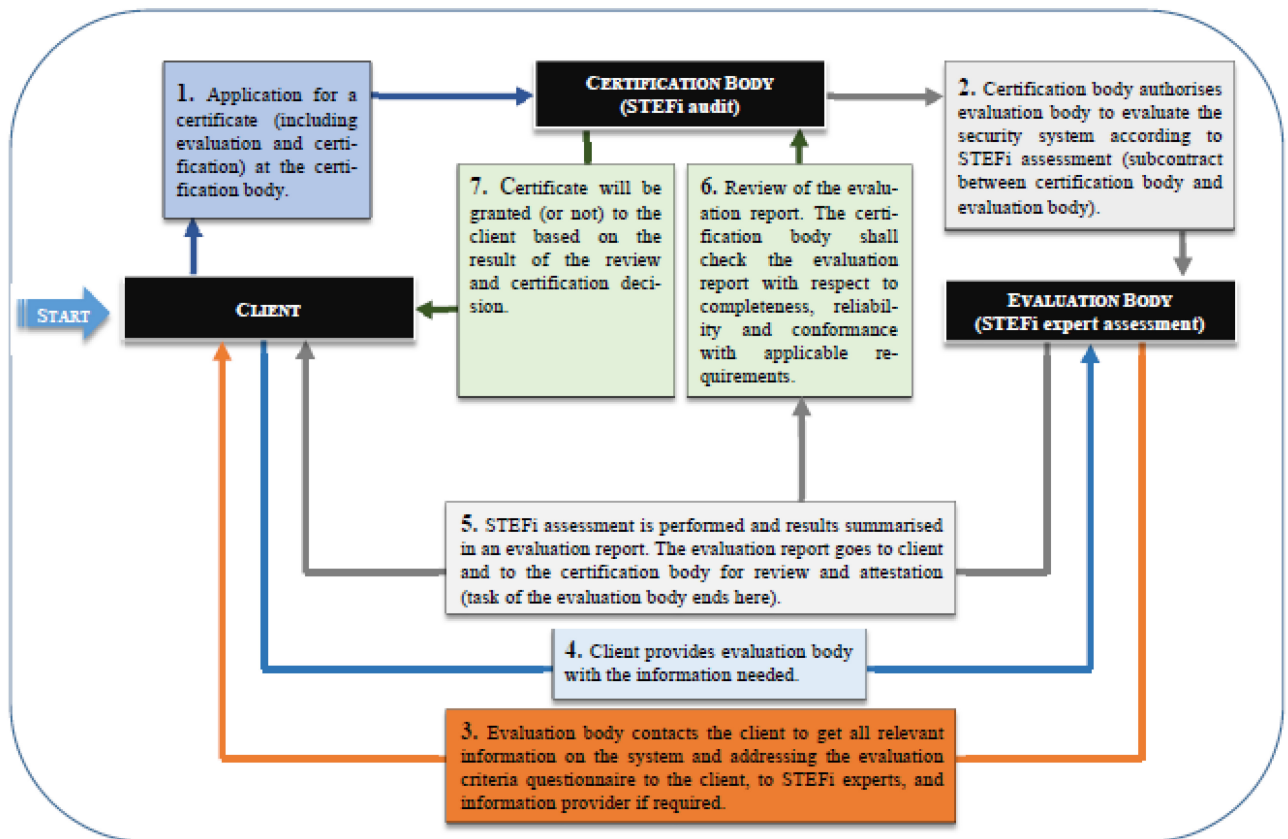 START
CLIENT
1. Application for a
certificate (including
evaluation and certi-
fication) at the certi-
fication body.
CERTIFICATION BODY
(STEFi audit)
2. Certification body authorises
evaluation body to evaluate the
security system according to
STEFi assessment (subcontract
between certification body and
evaluation body).
EVALUATION BODY
(STEFi expert assessment)
7. Certificate will be
granted (or not) to the
client based on the
result of the review
and certification deci-
sion.
6. Review of the evalu-
ation report. The certi-
fication body shall
check the evaluation
report with respect to
completeness, reliabil-
ity and conformance
with applicable re-
quirements.
5. STEFi assessment is performed and results summarised
in an evaluation report. The evaluation report goes to client
and to the certification body for review and attestation
(task of the evaluation body ends here).
4. Client provides evaluation body
with the information needed.
3. Evaluation body contacts the client to get all relevant
information on the system and addressing the evaluation
criteria questionnaire to the client, to STEFi experts, and
information provider if required.